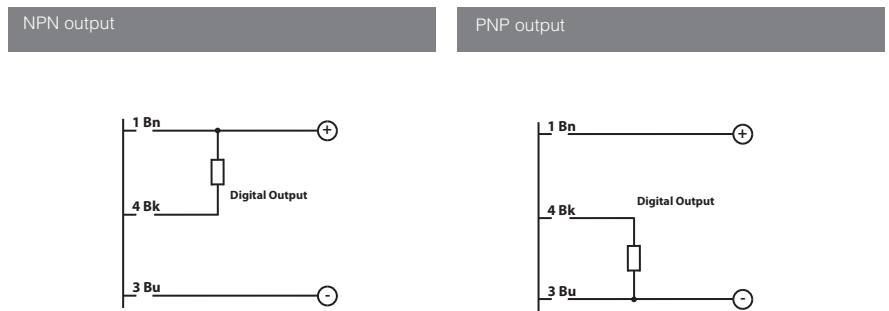 NPN output
1 Bn
+
Digital Output
4 Bk
3 Bu
-
PNP output
1 Bn
+
4 Bk
Digital Output
3 Bu
-